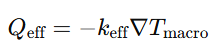 Q_eff = −k_eff ∇T_macro